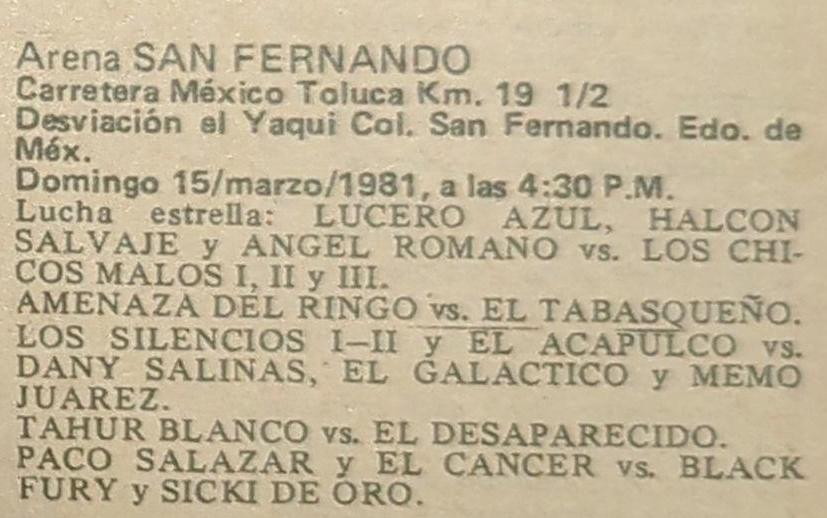 Arena SAN FERNANDO
Carretera México Toluca Km. 19 1/2
Desviación el Yaqui Col. San Fernando. Edo. de
Méx.
Domingo 15/marzo/1981, a las 4:30 P.M.
Lucha estrella: LUCERO AZUL, HALCON
SALVAJE y ANGEL ROMANO vs. LOS CHI-
COS MALOS I, II y III.
AMENAZA DEL RINGO vs. EL TABASQUEÑO.
LOS SILENCIOS I—II y EL ACAPULCO vs.
DANY SALINAS, EL GALACTICO y MEMO
JUAREZ.
TAHUR BLANCO vs. EL DESAPARECIDO.
PACO SALAZAR y EL CANCER vs. BLACK
FURY y SICKI DE ORO.